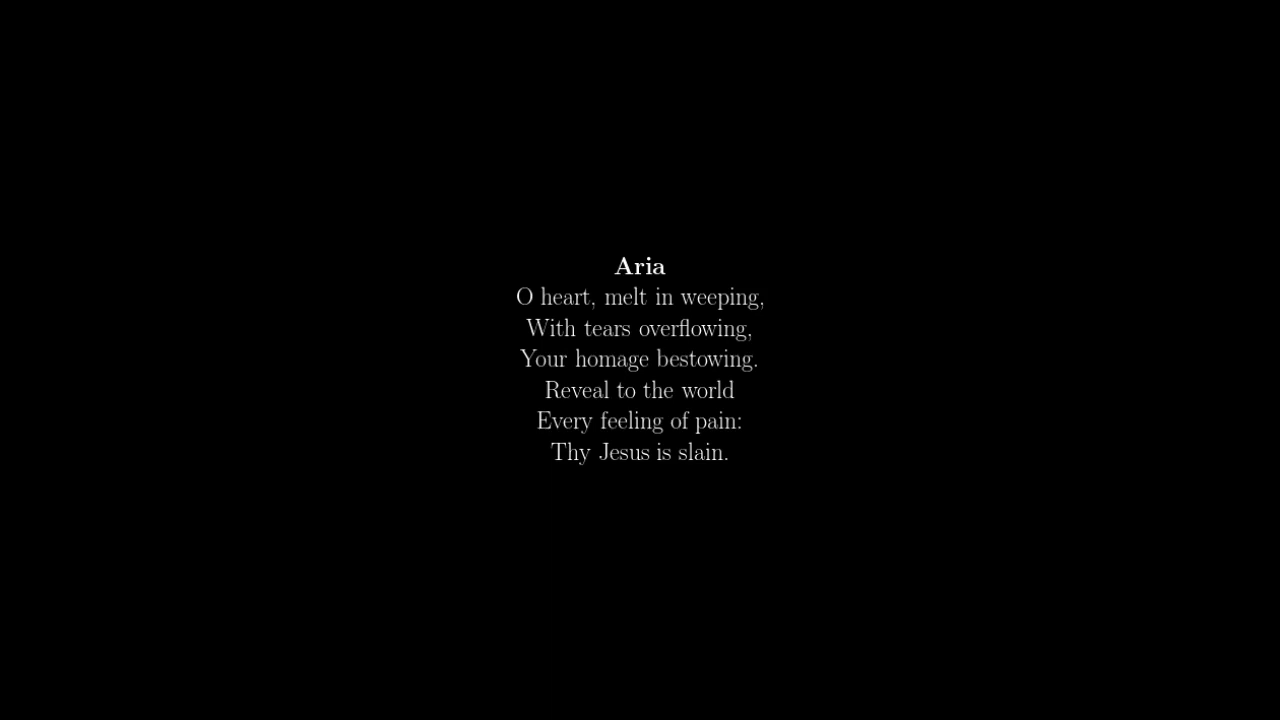 Aria
O heart, melt in weeping,
With tears overflowing,
Your homage bestowing.
Reveal to the world
Every feeling of pain:
Thy Jesus is slain.